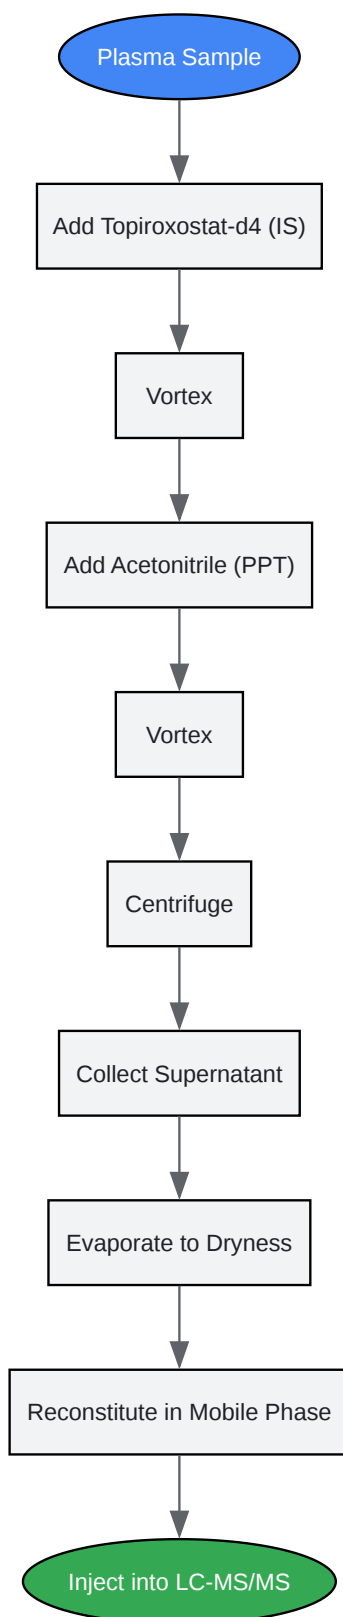 Plasma Sample
Add Topiroxostat-d4 (IS)
Vortex
Add Acetonitrile (PPT)
Vortex
Centrifuge
Collect Supernatant
Evaporate to Dryness
Reconstitute in Mobile Phase
Inject into LC-MS/MS